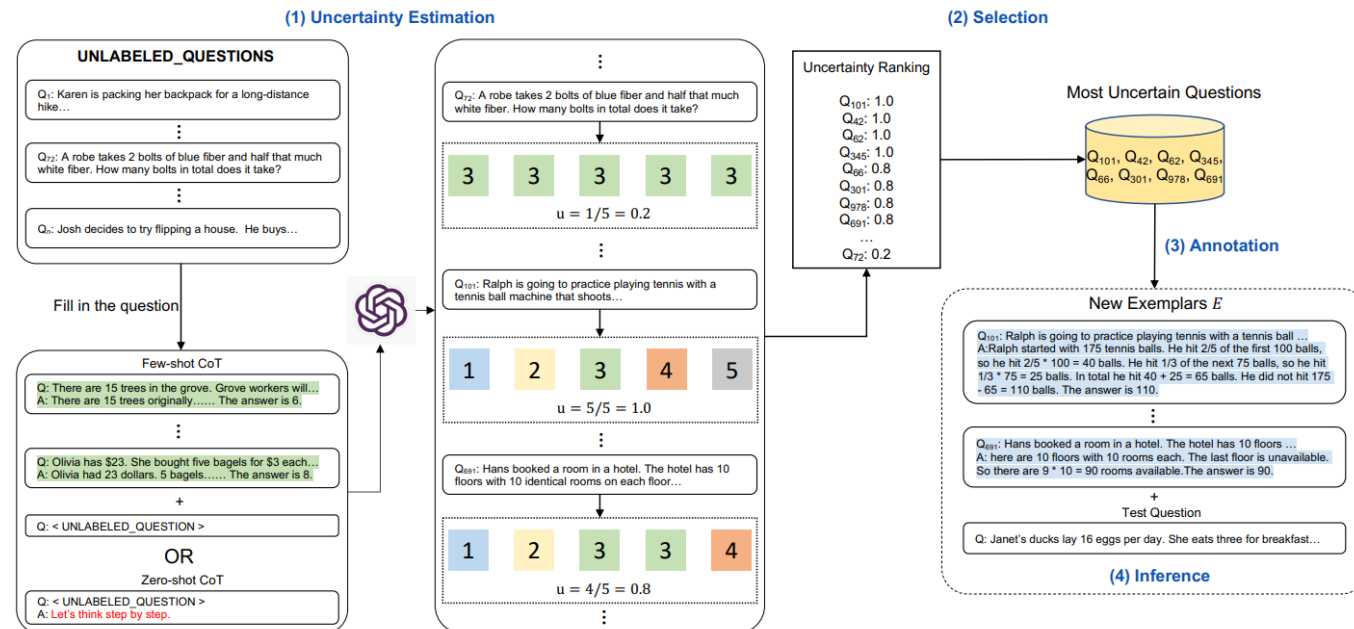 (1) Uncertainty Estimation
UNLABELED_QUESTIONS
Q1: Karen is packing her backpack for a long-distance
hike…
Q72: A robe takes 2 bolts of blue fiber and half that much
white fiber. How many bolts in total does it take?
Qn: Josh decides to try flipping a house. He buys…
Fill in the question
Few-shot CoT
Q: There are 15 trees in the grove. Grove workers will…
A: There are 15 trees originally…… The answer is 6.
Q: Olivia has $23. She bought five bagels for $3 each…
A: Olivia had 23 dollars. 5 bagels…… The answer is 8.
+
Q: < UNLABELED_QUESTION >
OR
Zero-shot CoT
Q: < UNLABELED_QUESTION >
A: Let's think step by step.
Q72: A robe takes 2 bolts of blue fiber and half that much
white fiber. How many bolts in total does it take?
3 3 3 3 3
u = 1/5 = 0.2
Q101: Ralph is going to practice playing tennis with a
tennis ball machine that shoots…
1 2 3 4 5
u = 5/5 = 1.0
Q691: Hans booked a room in a hotel. The hotel has 10
floors with 10 identical rooms on each floor…
1 2 3 3 4
u = 4/5 = 0.8
(2) Selection
Uncertainty Ranking
Q101: 1.0
Q42: 1.0
Q62: 1.0
Q345: 1.0
Q66: 0.8
Q301: 0.8
Q978: 0.8
Q691: 0.8
…
Q72: 0.2
Most Uncertain Questions
Q101, Q42, Q62, Q345,
Q66, Q301, Q978, Q691
(3) Annotation
New Exemplars E
Q101: Ralph is going to practice playing tennis with a tennis ball …
A:Ralph started with 175 tennis balls. He hit 2/5 of the first 100 balls,
so he hit 2/5 * 100 = 40 balls. He hit 1/3 of the next 75 balls, so he hit
1/3 * 75 = 25 balls. In total he hit 40 + 25 = 65 balls. He did not hit 175
- 65 = 110 balls. The answer is 110.
Q691: Hans booked a room in a hotel. The hotel has 10 floors …
A: here are 10 floors with 10 rooms each. The last floor is unavailable.
So there are 9 * 10 = 90 rooms available.The answer is 90.
+
Test Question
Q: Janet's ducks lay 16 eggs per day. She eats three for breakfast…
(4) Inference